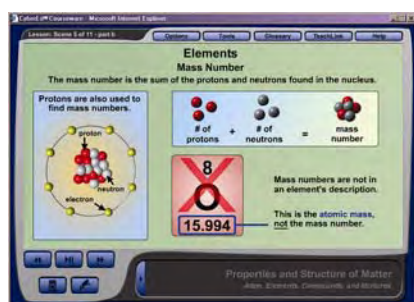 CyberEd Courseware - Microsoft Internet Explorer
Lesson: Scene 5 of 11 - part b
Options
Tools
Glossary
TeachLink
Help
Elements
Mass Number
The mass number is the sum of the protons and neutrons found in the nucleus.
Protons are also used to
find mass numbers.
proton
neutron
electron
# of
protons
+
# of
neutrons
=
mass
number
8
O
15.994
Mass numbers are not in
an element's description.
This is the atomic mass,
not the mass number.
Properties and Structure of Matter
Atom, Elements, Compounds, and Mixtures